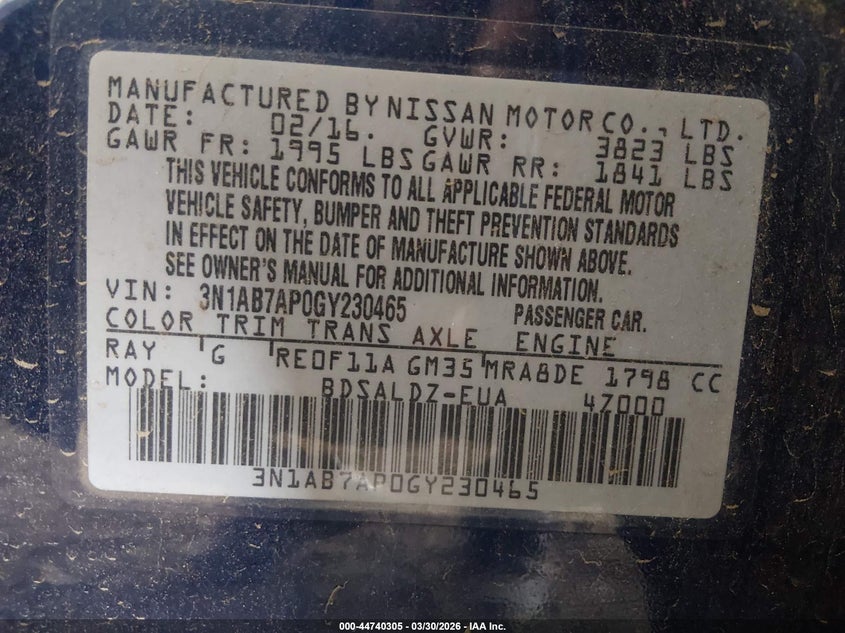 MANUFACTURED BY NISSAN MOTOR CO., LTD.
DATE: 02/16. GVWR: 3823 LBS
GAWR FR: 1995 LBS GAWR RR: 1841 LBS
THIS VEHICLE CONFORMS TO ALL APPLICABLE FEDERAL MOTOR
VEHICLE SAFETY, BUMPER AND THEFT PREVENTION STANDARDS
IN EFFECT ON THE DATE OF MANUFACTURE SHOWN ABOVE.
SEE OWNER'S MANUAL FOR ADDITIONAL INFORMATION.
VIN: 3N1AB7AP0GY230465 PASSENGER CAR.
COLOR TRIM TRANS AXLE ENGINE
RAY G RE0F11A GM35 MRA8DE 1798 CC
MODEL: BDSALDZ-EUA 4Z000
3N1AB7AP0GY230465
000-44740305 - 03/30/2026 - IAA Inc.